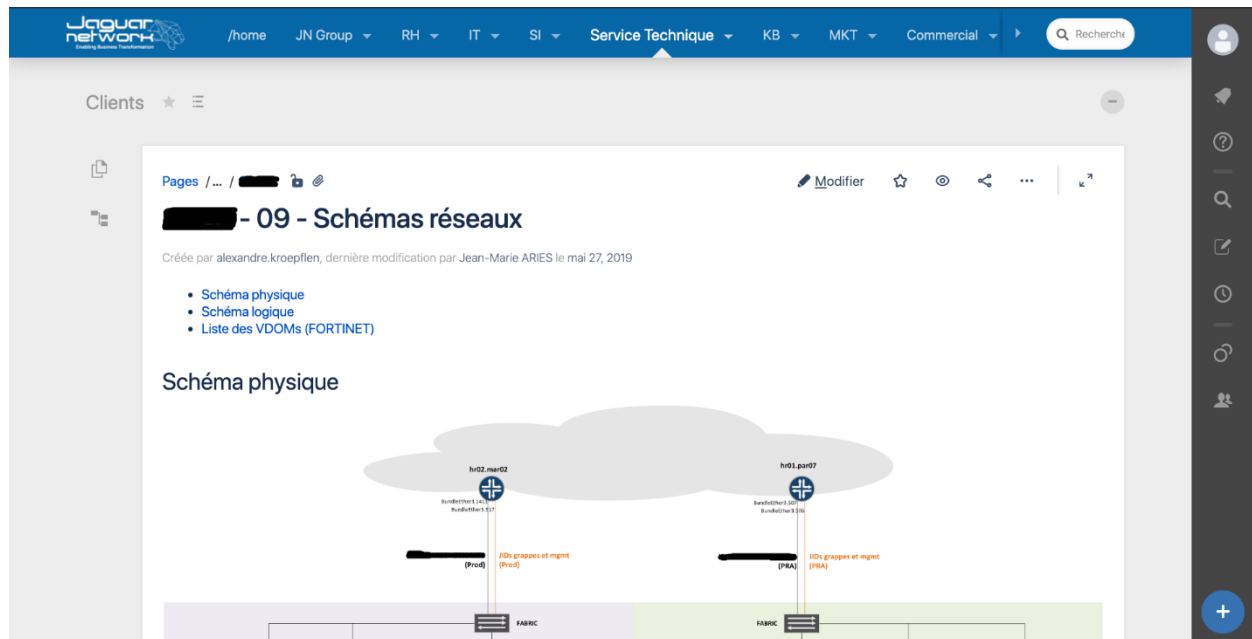 Jaguar
network
Enabling Business Transformation
/home JN Group RH IT SI Service Technique KB MKT Commercial Recherche
Clients
Pages /... /
Modifier
- 09 - Schémas réseaux
Créée par alexandre.kroepflen, dernière modification par Jean-Marie ARIES le mai 27, 2019
Schéma physique
Schéma logique
Liste des VDOMs (FORTINET)
Schéma physique
hr02.mar02 hr01.par07
JIDs grappes et mgmt JIDs grappes et mgmt
(Prod) (Prod) (PRA) (PRA)
FABRIC FABRIC